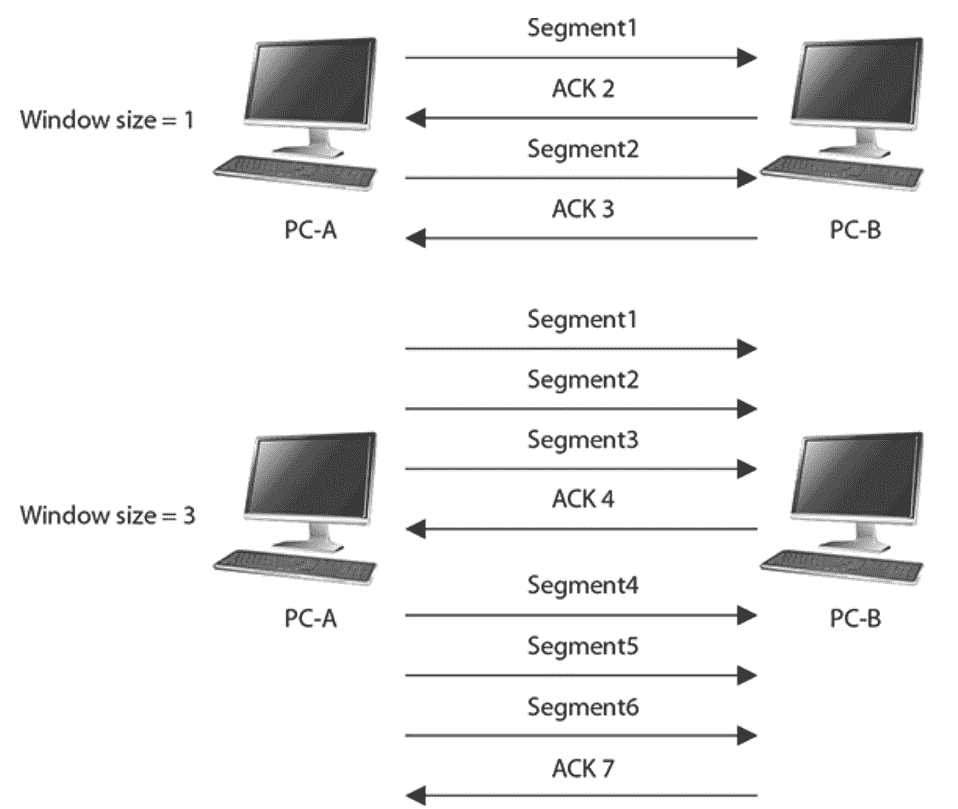 Segment1
ACK 2
Window size = 1
Segment2
ACK 3
PC-A
PC-B
Segment1
Segment2
Segment3
ACK 4
Window size = 3
Segment4
PC-A
PC-B
Segment5
Segment6
ACK 7